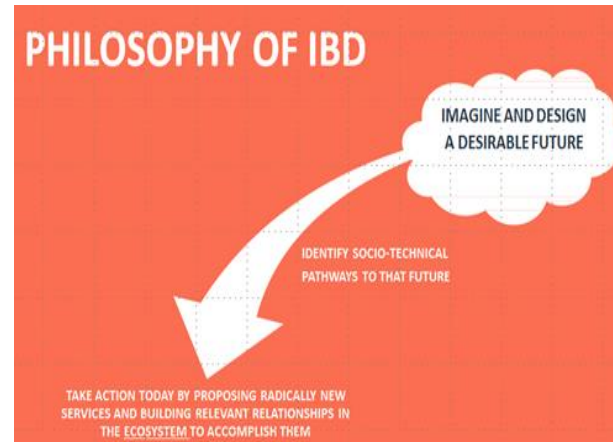 PHILOSOPHY OF IBD
IMAGINE AND DESIGN
A DESIRABLE FUTURE
IDENTIFY SOCIO-TECHNICAL
PATHWAYS TO THAT FUTURE
TAKE ACTION TODAY BY PROPOSING RADICALLY NEW
SERVICES AND BUILDING RELEVANT RELATIONSHIPS IN
THE ECOSYSTEM TO ACCOMPLISH THEM